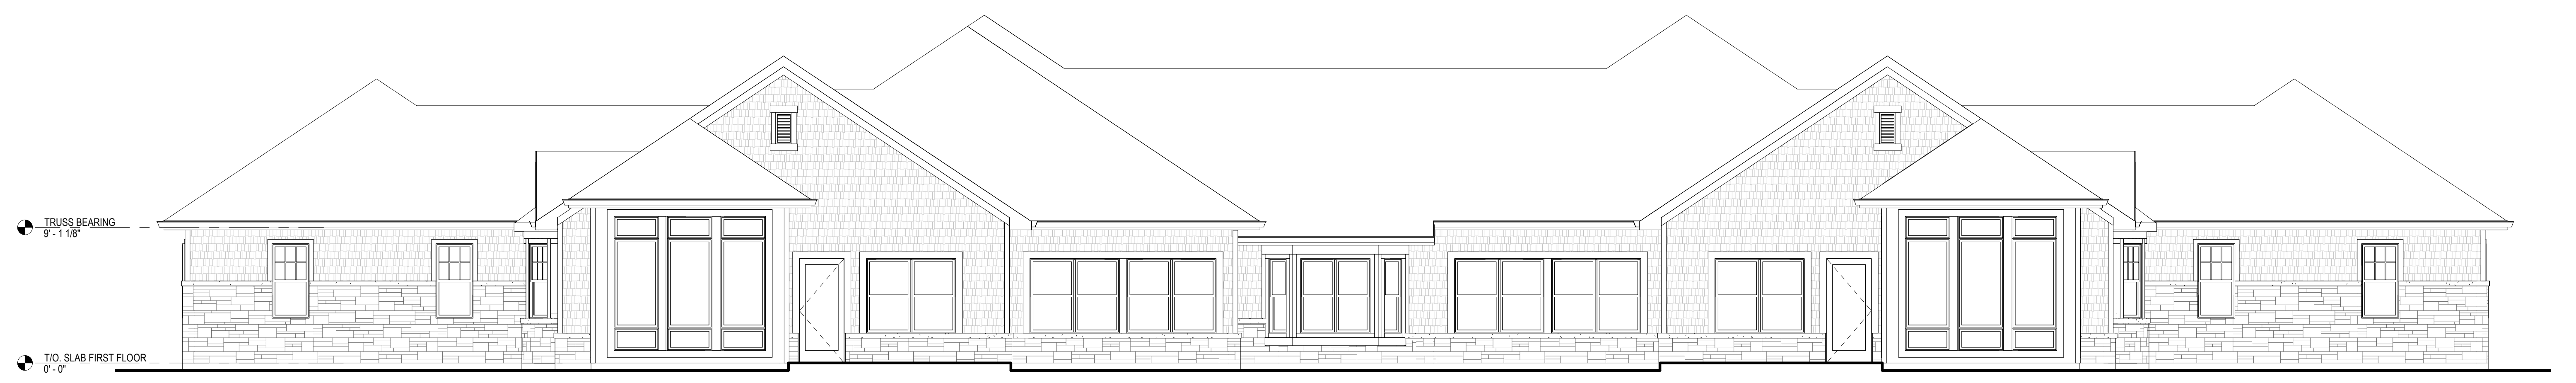 TRUSS BEARING
9' - 1 1/8"
T/O. SLAB FIRST FLOOR
0' - 0"